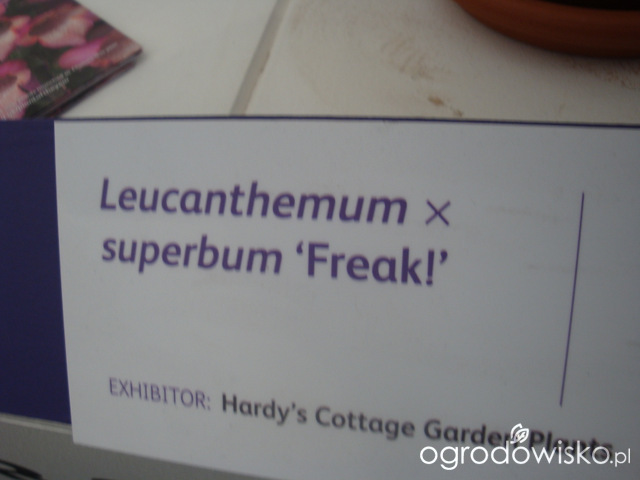 Leucanthemum ×
superbum ‘Freak!’
EXHIBITOR: Hardy's Cottage Garden Plants
ogrodowisko.pl